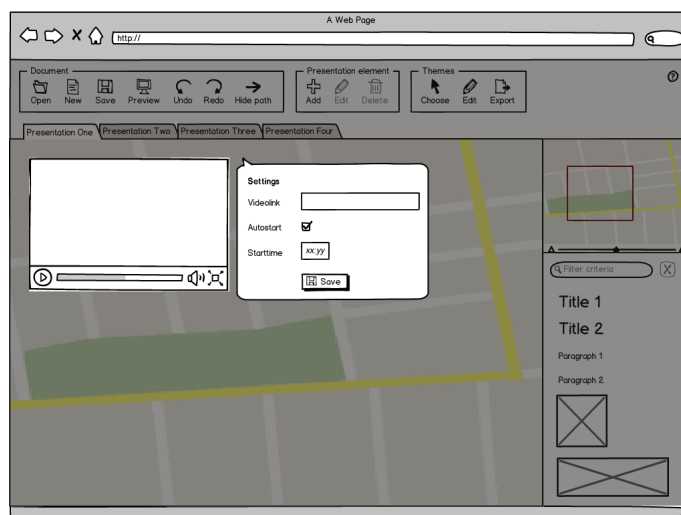 A Web Page
http://
Document
Open New Save Preview Undo Redo Hide path
Presentation element
Add Edit Delete
Themes
Choose Edit Export
?
Presentation One Presentation Two Presentation Three Presentation Four
Settings
Videolink
Autostart
Starttime xx:yy
Save
Filter criteria X
Title 1
Title 2
Paragraph 1
Paragraph 2